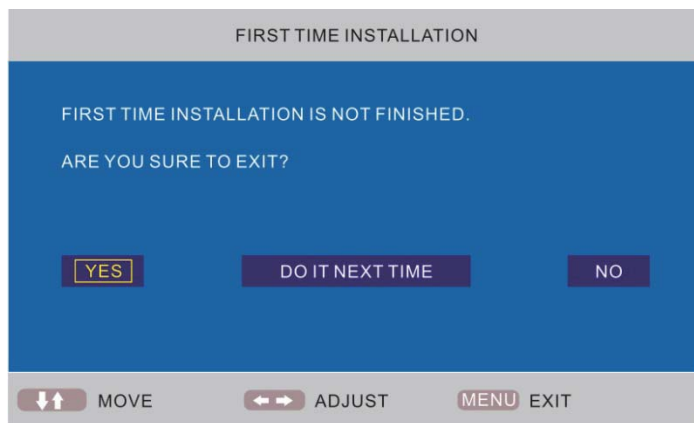 FIRST TIME INSTALLATION
FIRST TIME INSTALLATION IS NOT FINISHED.
ARE YOU SURE TO EXIT?
YES DO IT NEXT TIME NO
MOVE ADJUST MENU EXIT